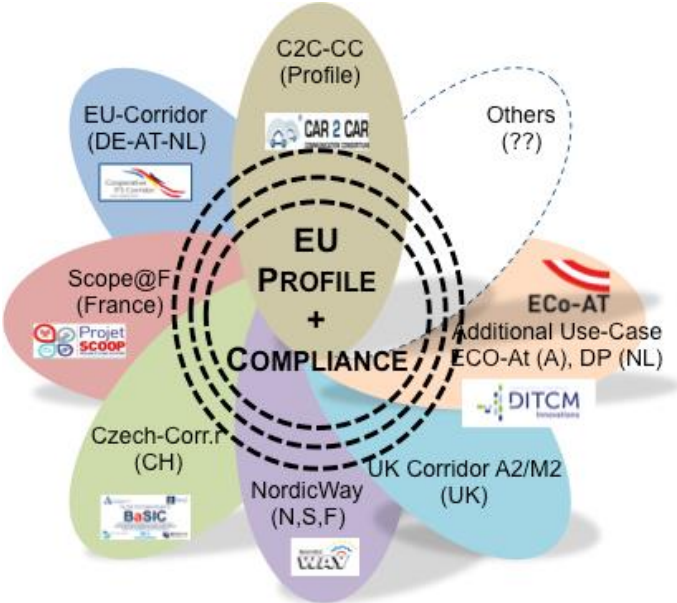 C2C-CC
(Profile)
CAR 2 CAR
COMMUNICATION CONSORTIUM
EU-Corridor
(DE-AT-NL)
Cooperative
ITS Corridor
Others
(??)
EU
PROFILE
+
COMPLIANCE
Scope@F
(France)
Projet
SCOOP
ECo-AT
Additional Use-Case
ECO-At (A), DP (NL)
DITCM
Innovations
Czech-Corr.r
(CH)
BaSIC
NordicWay
(N,S,F)
WAY
UK Corridor A2/M2
(UK)